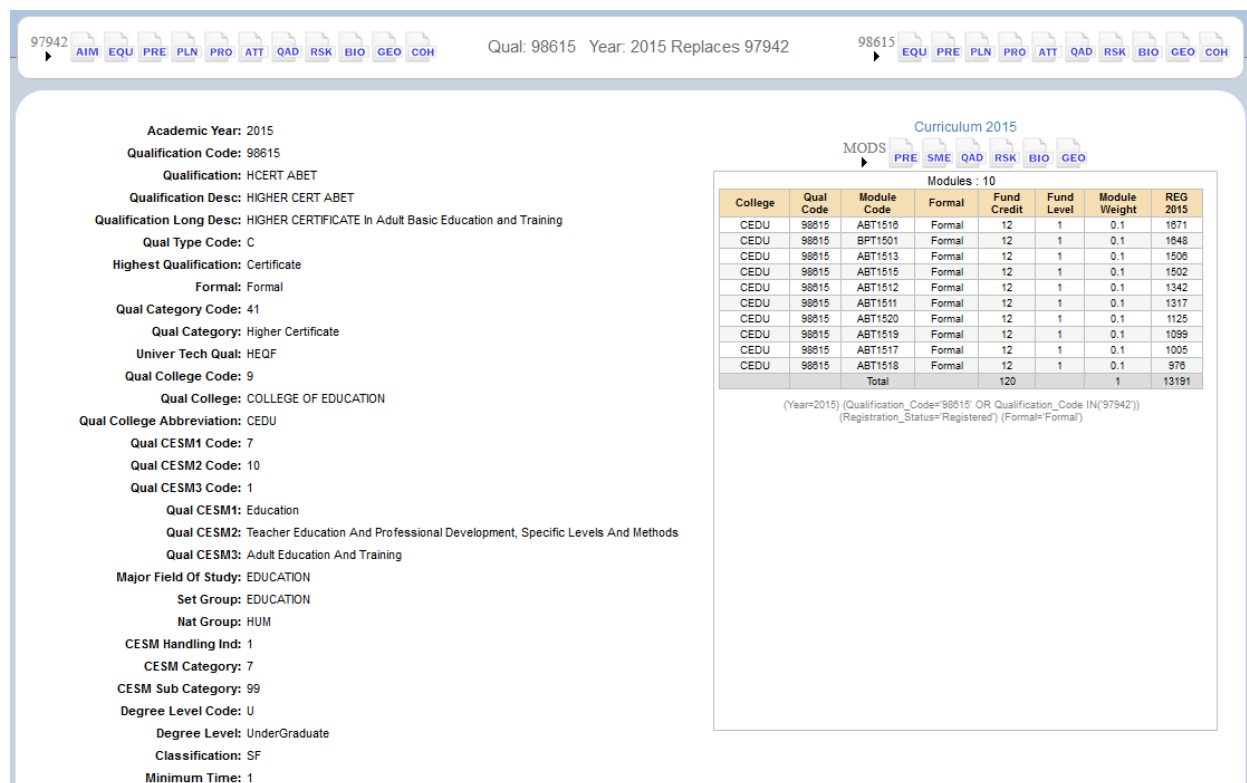 97942 AIM EQU PRE PLN PRO ATT QAD RSK BIO GEO COH Qual: 98615 Year: 2015 Replaces 97942 98615 EQU PRE PLN PRO ATT QAD RSK BIO GEO COH
Academic Year: 2015
Qualification Code: 98615
Qualification: HCERT ABET
Qualification Desc: HIGHER CERT ABET
Qualification Long Desc: HIGHER CERTIFICATE In Adult Basic Education and Training
Qual Type Code: C
Highest Qualification: Certificate
Formal: Formal
Qual Category Code: 41
Qual Category: Higher Certificate
Univer Tech Qual: HEQF
Qual College Code: 9
Qual College: COLLEGE OF EDUCATION
Qual College Abbreviation: CEDU
Qual CESM1 Code: 7
Qual CESM2 Code: 10
Qual CESM3 Code: 1
Qual CESM1: Education
Qual CESM2: Teacher Education And Professional Development, Specific Levels And Methods
Qual CESM3: Adult Education And Training
Major Field Of Study: EDUCATION
Set Group: EDUCATION
Nat Group: HUM
CESM Handling Ind: 1
CESM Category: 7
CESM Sub Category: 99
Degree Level Code: U
Degree Level: UnderGraduate
Classification: SF
Minimum Time: 1
Curriculum 2015
MODS PRE SME QAD RSK BIO GEO
Modules : 10
College Qual Code Module Code Formal Fund Credit Fund Level Module Weight REG 2015
CEDU 98615 ABT1516 Formal 12 1 0.1 1671
CEDU 98615 BPT1501 Formal 12 1 0.1 1648
CEDU 98615 ABT1513 Formal 12 1 0.1 1506
CEDU 98615 ABT1515 Formal 12 1 0.1 1502
CEDU 98615 ABT1512 Formal 12 1 0.1 1342
CEDU 98615 ABT1511 Formal 12 1 0.1 1317
CEDU 98615 ABT1520 Formal 12 1 0.1 1125
CEDU 98615 ABT1519 Formal 12 1 0.1 1099
CEDU 98615 ABT1517 Formal 12 1 0.1 1005
CEDU 98615 ABT1518 Formal 12 1 0.1 976
Total 120 1 13191
(Year=2015) (Qualification_Code='98615' OR Qualification_Code IN('97942'))
(Registration_Status='Registered') (Formal='Formal')